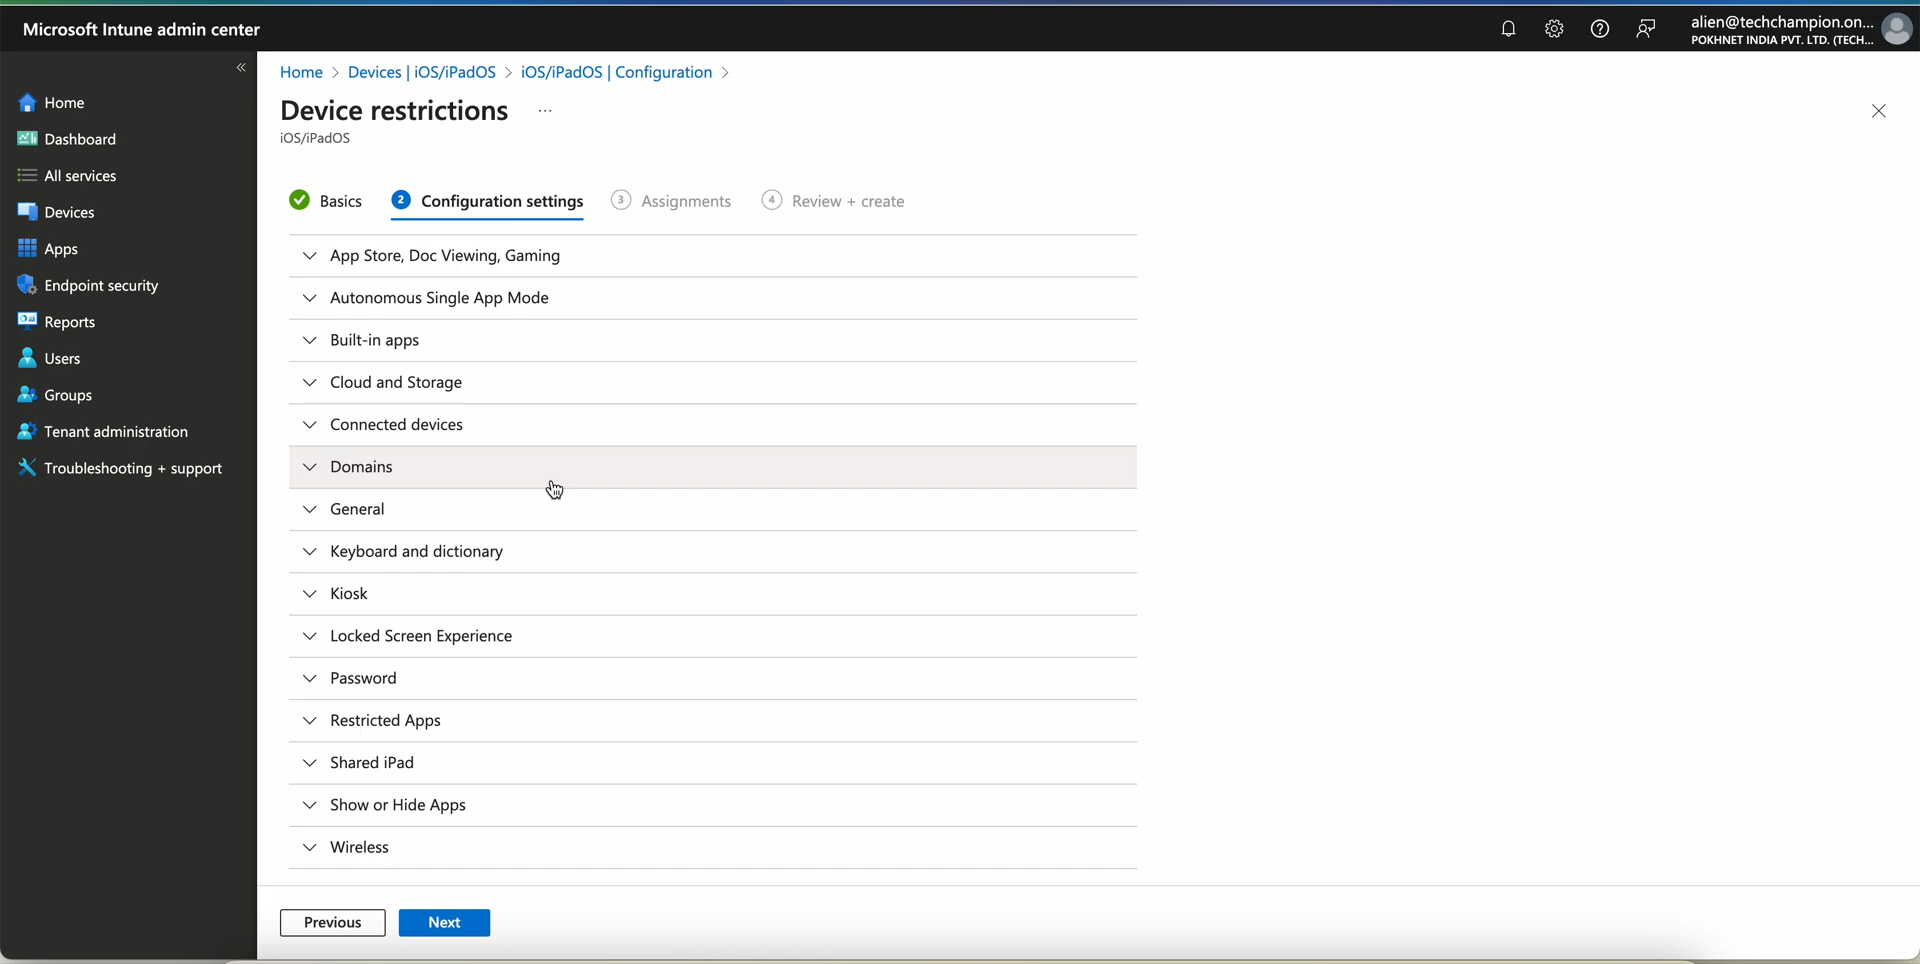 Microsoft Intune admin center
alien@techchampion.on...
POKHNET INDIA PVT. LTD. (TECH...
Home
Dashboard
All services
Devices
Apps
Endpoint security
Reports
Users
Groups
Tenant administration
Troubleshooting + support
Home > Devices | iOS/iPadOS > iOS/iPadOS | Configuration >
Device restrictions ...
iOS/iPadOS
Basics 2 Configuration settings 3 Assignments 4 Review + create
App Store, Doc Viewing, Gaming
Autonomous Single App Mode
Built-in apps
Cloud and Storage
Connected devices
Domains
General
Keyboard and dictionary
Kiosk
Locked Screen Experience
Password
Restricted Apps
Shared iPad
Show or Hide Apps
Wireless
Previous Next